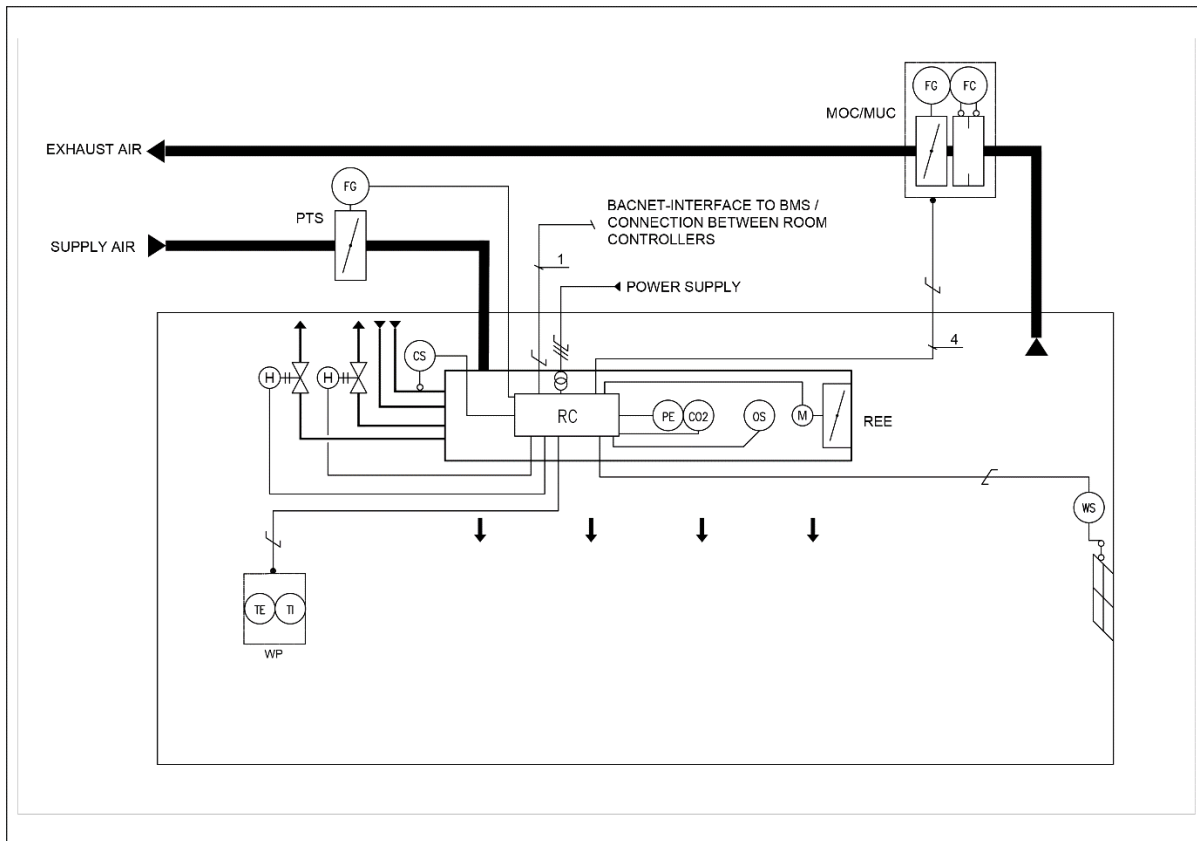 FG
FC
MOC/MUC
EXHAUST AIR
FG
PTS
BACNET-INTERFACE TO BMS /
CONNECTION BETWEEN ROOM
CONTROLLERS
SUPPLY AIR
1
POWER SUPPLY
4
CS
H
H
RC
PE
CO2
OS
M
REE
WS
TE
TI
WP